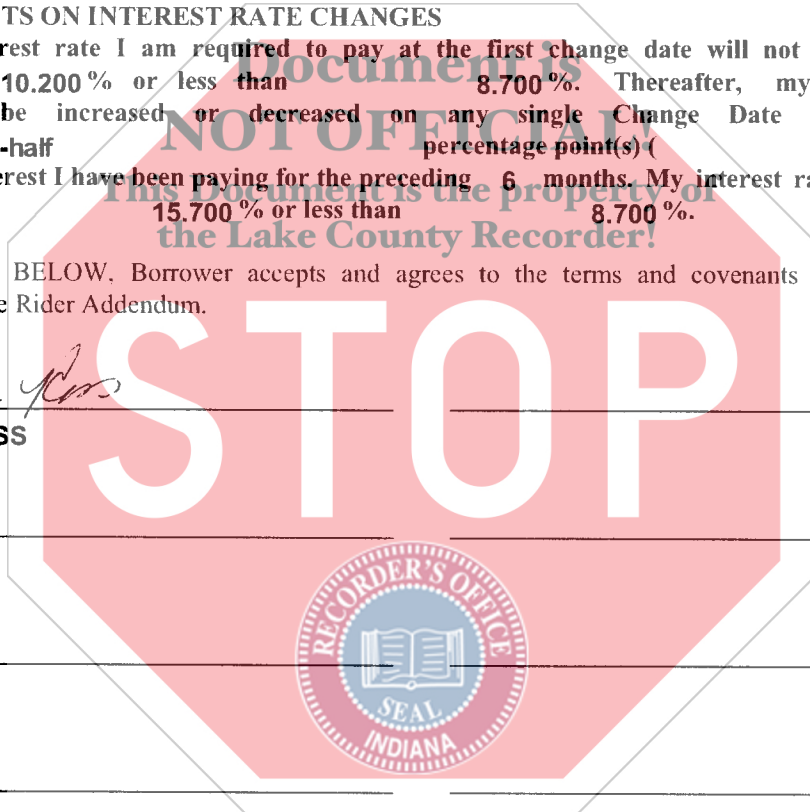 TS ON INTEREST RATE CHANGES
rest rate I am required to pay at the first change date will not
10.200 % or less than 8.700 %. Thereafter, my
be increased or decreased on any single Change Date
-half percentage point(s) (
erest I have been paying for the preceding 6 months. My interest ra
15.700 % or less than 8.700 %.
Document is
NOT OFFICIAL!
This Document is the property of
the Lake County Recorder!
BELOW, Borrower accepts and agrees to the terms and covenants
e Rider Addendum.
STOP
SS
RECORDER'S OFFICE
SEAL
INDIANA